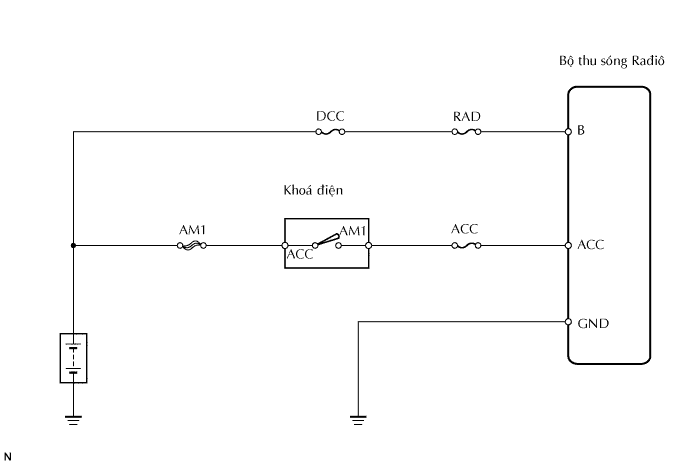 Bộ thu sóng Rađiô
DCC
RAD
B
Khoá điện
AM1
AM1
ACC
ACC
ACC
GND
N